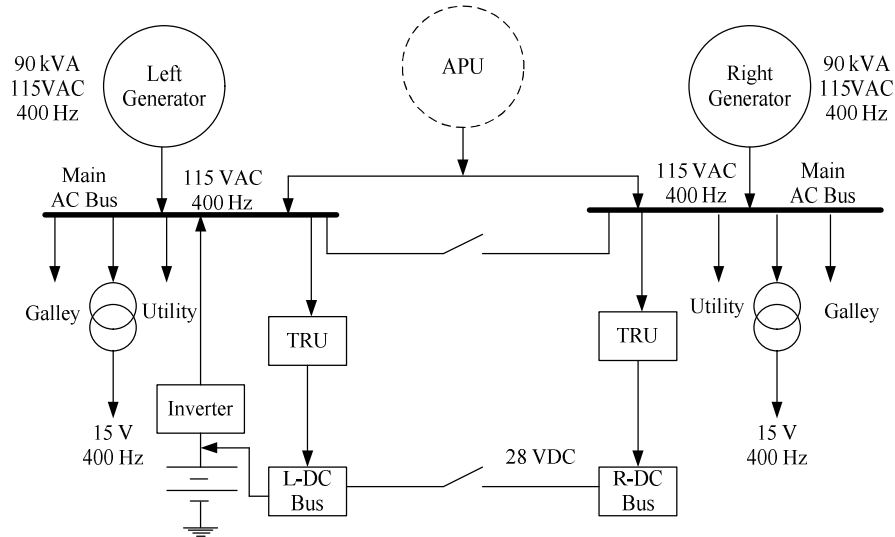 90 kVA
115VAC
400 Hz
Left
Generator
APU
Right
Generator
90 kVA
115VAC
400 Hz
Main
AC Bus
115 VAC
400 Hz
115 VAC
400 Hz
Main
AC Bus
Galley
Utility
TRU
TRU
Utility
Galley
Inverter
15 V
400 Hz
15 V
400 Hz
L-DC
Bus
28 VDC
R-DC
Bus